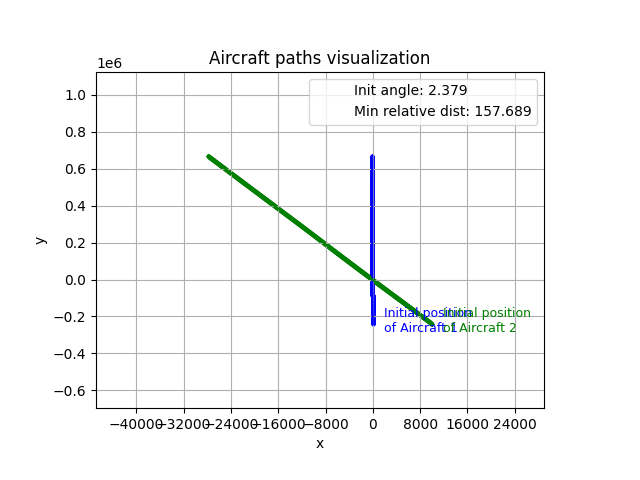 Aircraft paths visualization
1e6
Init angle: 2.379
Min relative dist: 157.689
1.0
0.8
0.6
0.4
0.2
0.0
−0.2
−0.4
−0.6
y
Initial position
of Aircraft 1
Initial position
of Aircraft 2
−40000 −32000 −24000 −16000 −8000 0 8000 16000 24000
x